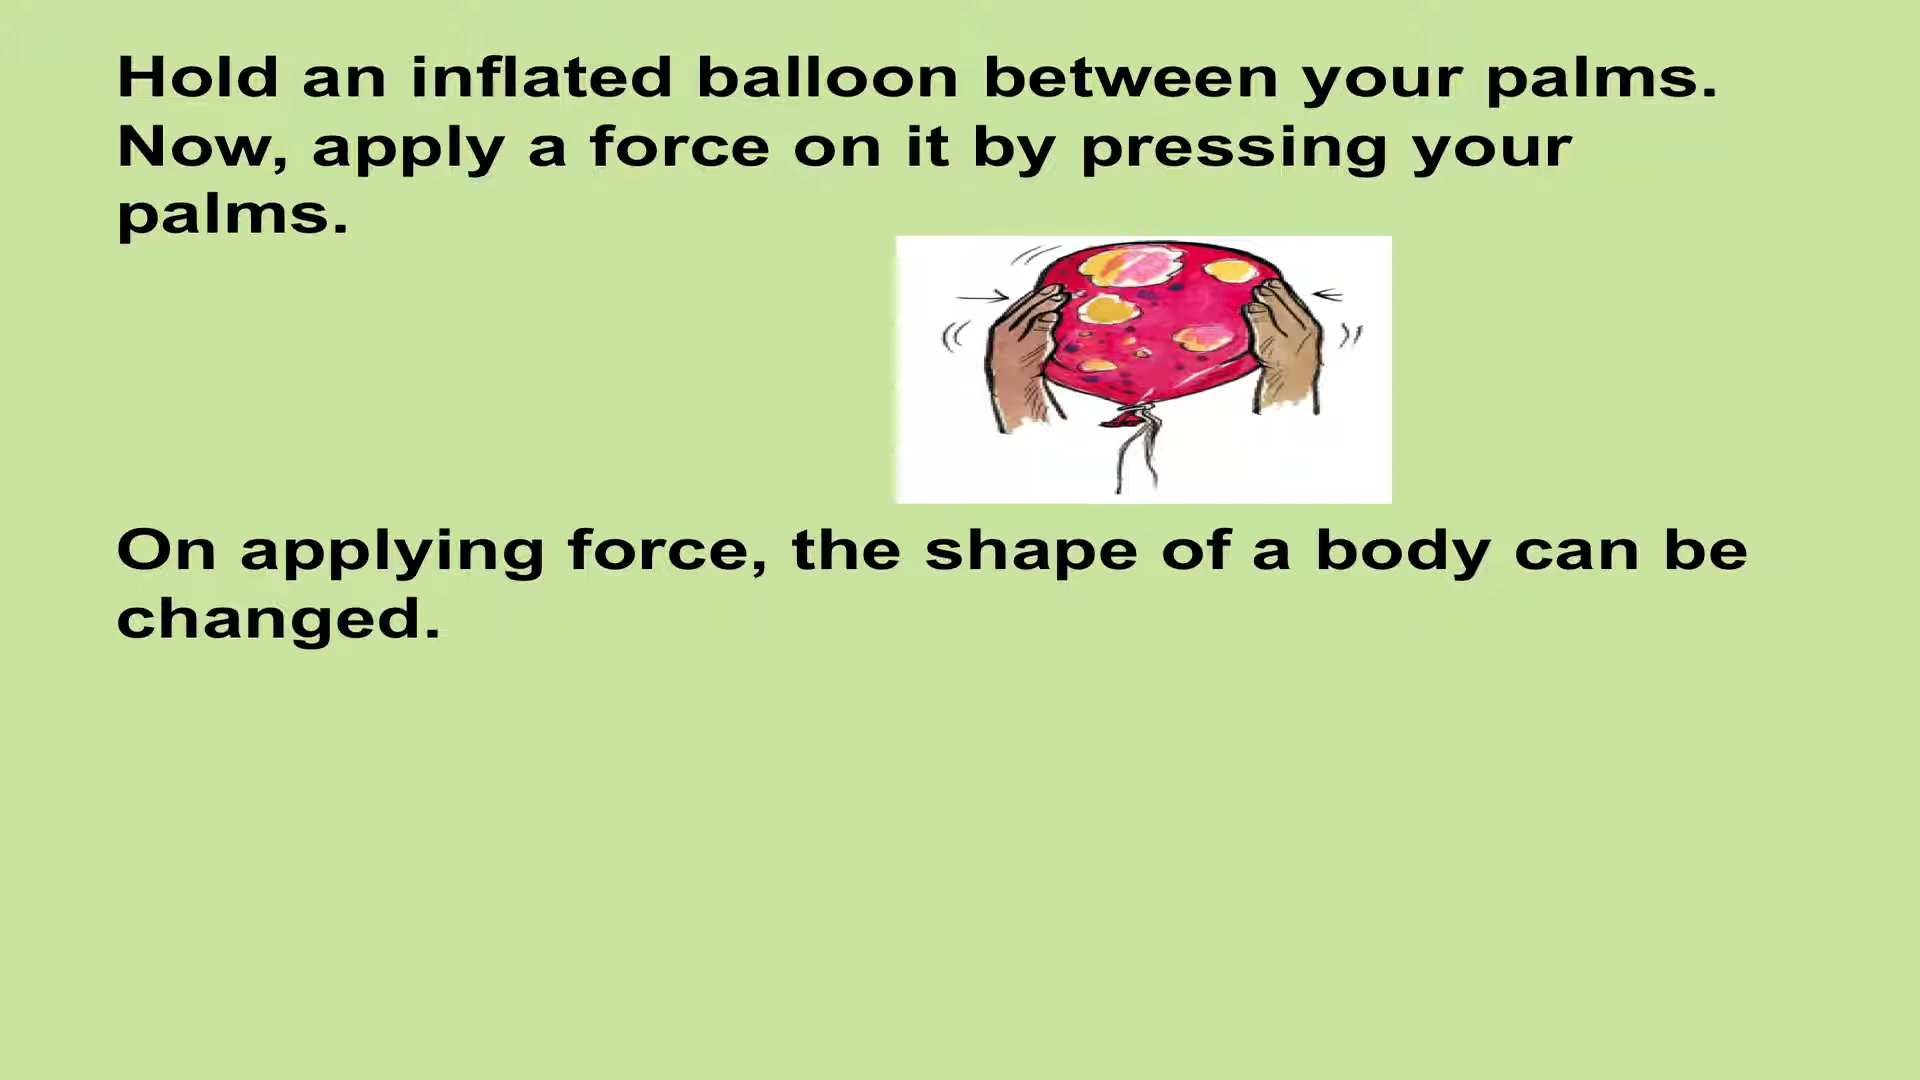 Hold an inflated balloon between your palms.
Now, apply a force on it by pressing your
palms.
On applying force, the shape of a body can be
changed.